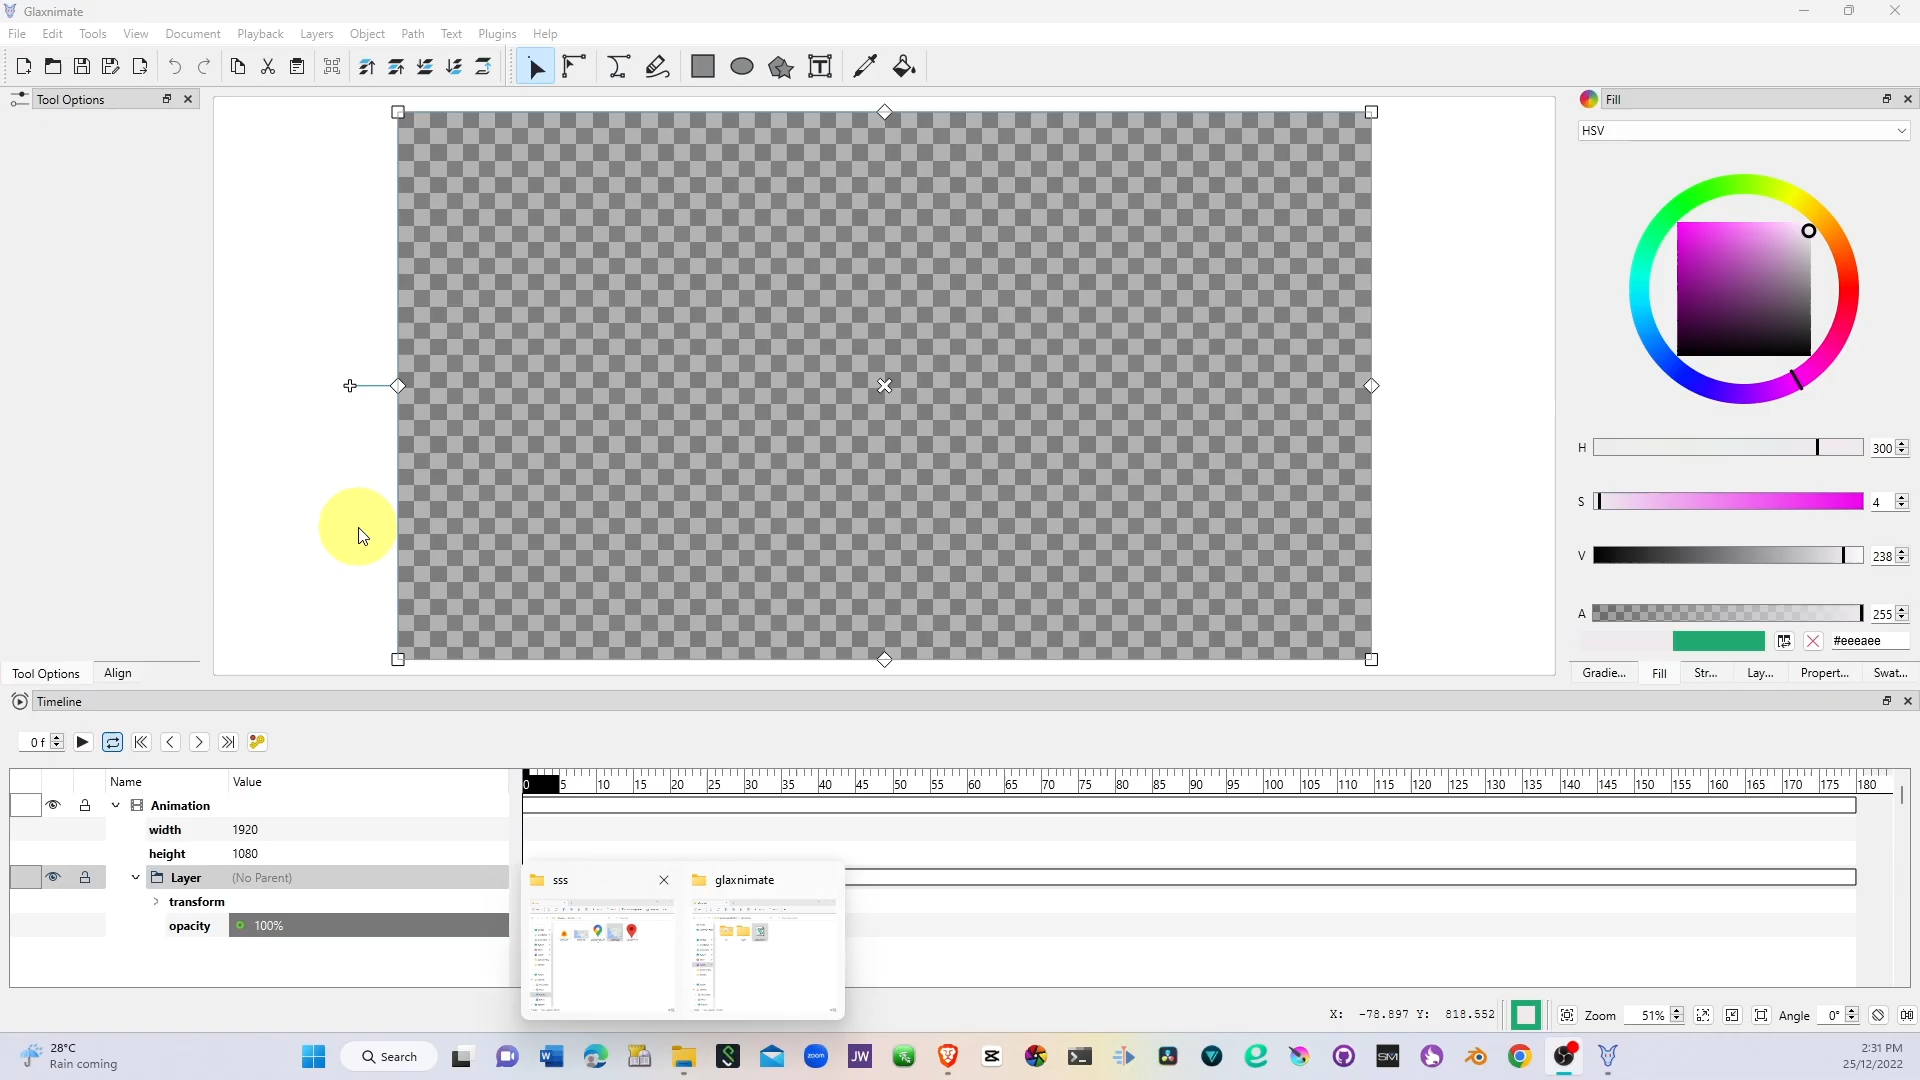 Glaxnimate
File Edit Tools View Document Playback Layers Object Path Text Plugins Help
Tool Options
Fill
HSV
H 300
S 4
V 238
A 255
#eeeaee
Tool Options Align
Gradie... Fill Str... Lay... Propert... Swat...
Timeline
0 f
Name Value
0 5 10 15 20 25 30 35 40 45 50 55 60 65 70 75 80 85 90 95 100 105 110 115 120 125 130 135 140 145 150 155 160 165 170 175 180
Animation
width 1920
height 1080
Layer (No Parent)
transform
opacity 100%
sss
glaxnimate
X: -78.897 Y: 818.552
Zoom 51%
Angle 0°
28°C
Rain coming
Search
W
zoom
JW
SM
2:31 PM
25/12/2022